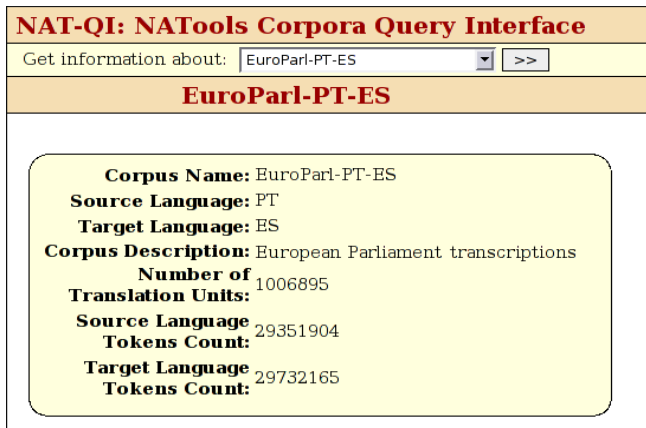 NAT-QI: NATools Corpora Query Interface
Get information about: EuroParl-PT-ES >>
EuroParl-PT-ES
Corpus Name: EuroParl-PT-ES
Source Language: PT
Target Language: ES
Corpus Description: European Parliament transcriptions
Number of
Translation Units: 1006895
Source Language
Tokens Count: 29351904
Target Language
Tokens Count: 29732165